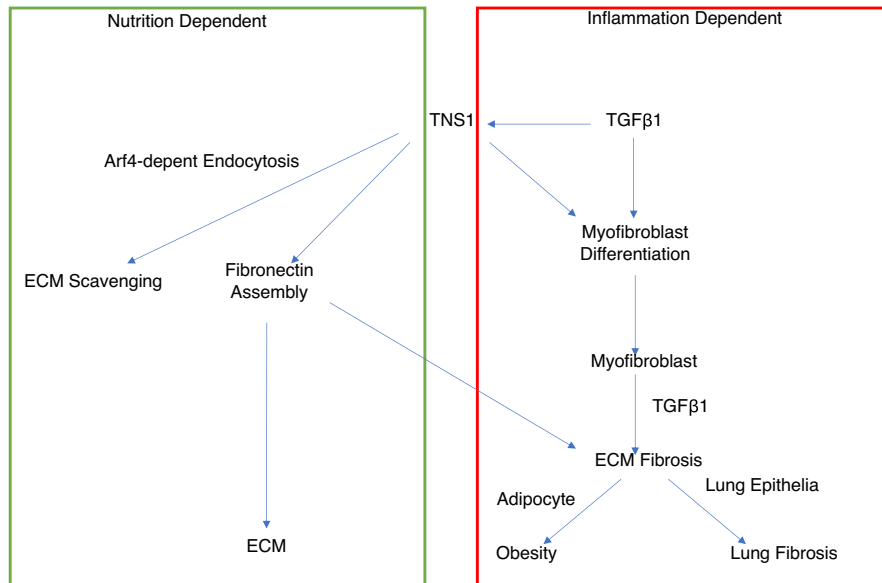 Nutrition Dependent
Inflammation Dependent
TNS1
TGFβ1
Arf4-depent Endocytosis
Myofibroblast
Differentiation
ECM Scavenging
Fibronectin
Assembly
Myofibroblast
TGFβ1
ECM Fibrosis
Adipocyte
Lung Epithelia
ECM
Obesity
Lung Fibrosis